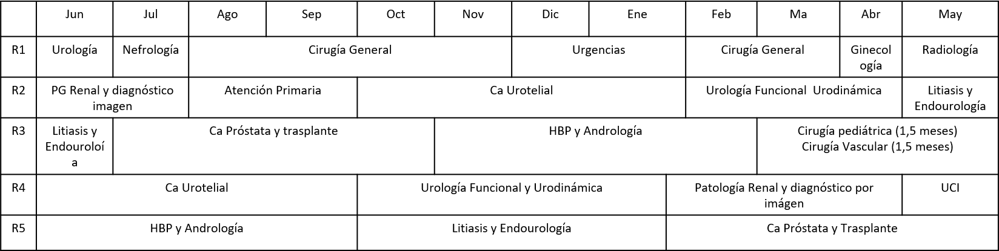 Jun Jul Ago Sep Oct Nov Dic Ene Feb Ma Abr May
R1 Urología Nefrología Cirugía General Urgencias Cirugía General Ginecol Radiología
ogía
R2 PG Renal y diagnóstico Atención Primaria Ca Urotelial Urología Funcional Urodinámica Litiasis y
imagen Endourología
R3 Litiasis y Ca Próstata y trasplante HBP y Andrología Cirugía pediátrica (1,5 meses)
Endouroloí Cirugía Vascular (1,5 meses)
a
R4 Ca Urotelial Urología Funcional y Urodinámica Patología Renal y diagnóstico por UCI
imágen
R5 HBP y Andrología Litiasis y Endourología Ca Próstata y Trasplante